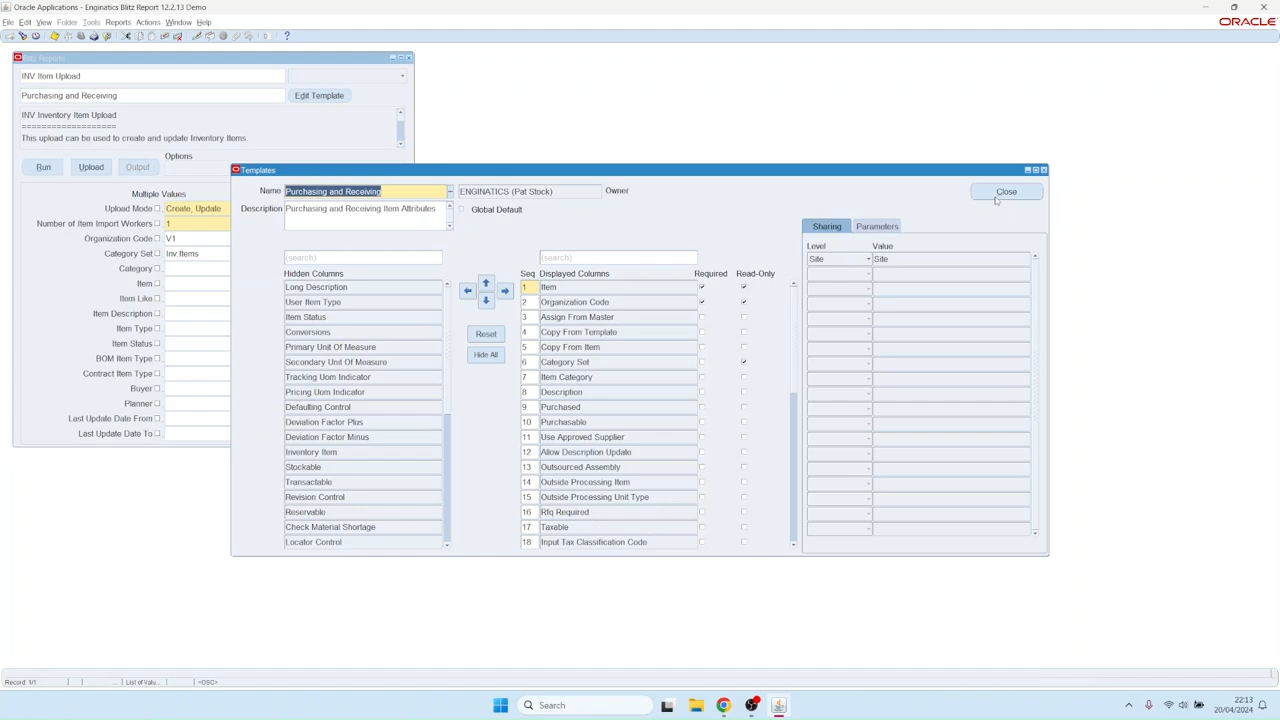 Oracle Applications - Enginatics Blitz Report 12.2.13 Demo
File Edit View Folder Tools Reports Actions Window Help
ORACLE
Blitz Reports
INV Item Upload
Purchasing and Receiving
Edit Template
INV Inventory Item Upload
====================
This upload can be used to create and update Inventory Items.
Options
Run Upload Output
Multiple Values
Upload Mode Create, Update
Number of Item Import Workers 1
Organization Code V1
Category Set Inv.Items
Category
Item
Item Like
Item Description
Item Type
Item Status
BOM Item Type
Contract Item Type
Buyer
Planner
Last Update Date From
Last Update Date To
Templates
Name Purchasing and Receiving ENGINATICS (Pat Stock) Owner
Close
Description Purchasing and Receiving Item Attributes Global Default
Sharing Parameters
Level Value
Site Site
(search)
Hidden Columns
Long Description
User Item Type
Item Status
Conversions
Primary Unit Of Measure
Secondary Unit Of Measure
Tracking Uom Indicator
Pricing Uom Indicator
Defaulting Control
Deviation Factor Plus
Deviation Factor Minus
Inventory Item
Stockable
Transactable
Revision Control
Reservable
Check Material Shortage
Locator Control
Reset
Hide All
(search)
Seq Displayed Columns Required Read-Only
1 Item
2 Organization Code
3 Assign From Master
4 Copy From Template
5 Copy From Item
6 Category Set
7 Item Category
8 Description
9 Purchased
10 Purchasable
11 Use Approved Supplier
12 Allow Description Update
13 Outsourced Assembly
14 Outside Processing Item
15 Outside Processing Unit Type
16 Rfq Required
17 Taxable
18 Input Tax Classification Code
Record: 1/1 ... List of Valu... <OSC>
Search
22:13
20/04/2024